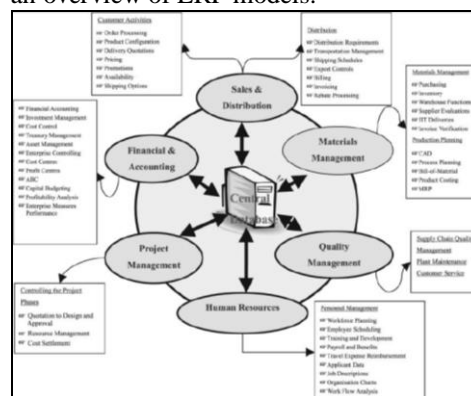 an overview of ERP models.
Customer Activities
Order Processing
Product Configuration
Delivery Quotations
Pricing
Promotions
Availability
Shipping Options
Distribution
Distribution Requirements
Transportation Management
Shipping Schedules
Export Controls
Billing
Invoicing
Rebate Processing
Sales &
Distribution
Materials Management
Purchasing
Inventory
Warehouse Functions
Supplier Evaluations
JIT Deliveries
Invoice Verification
Production Planning
CAD
Process Planning
Bill-of-Material
Product Costing
MRP
Financial Accounting
Investment Management
Cost Control
Treasury Management
Asset Management
Enterprise Controlling
Cost Centers
Profit Centers
ABC
Capital Budgeting
Profitability Analysis
Enterprise Measures
Performance
Financial &
Accounting
Materials
Management
Central
Database
Project
Management
Quality
Management
Supply Chain Quality
Management
Plant Maintenance
Customer Service
Human Resources
Controlling the Project
Phases
Quotation to Design and
Approval
Resource Management
Cost Settlement
Personnel Management
Workforce Planning
Employee Scheduling
Training and Development
Payroll and Benefits
Travel Expense Reimbursement
Applicant Data
Job Descriptions
Organisation Charts
Work Flow Analysis